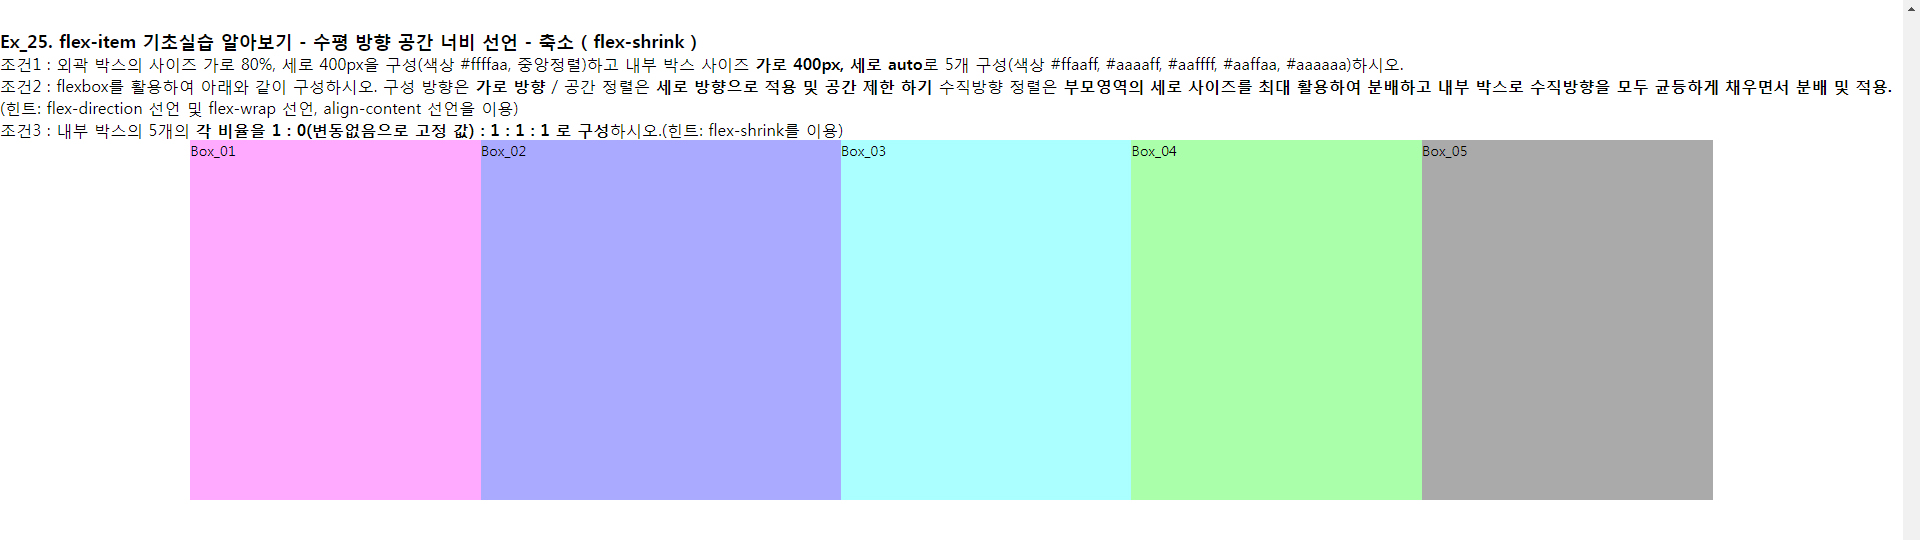 Ex_25. flex-item 기초실습 알아보기 - 수평 방향 공간 너비 선언 - 축소 ( flex-shrink )
조건1 : 외곽 박스의 사이즈 가로 80%, 세로 400px을 구성(색상 #ffffaa, 중앙정렬)하고 내부 박스 사이즈 가로 400px, 세로 auto로 5개 구성(색상 #ffaaff, #aaaaff, #aaffff, #aaffaa, #aaaaaa)하시오.
조건2 : flexbox를 활용하여 아래와 같이 구성하시오. 구성 방향은 가로 방향 / 공간 정렬은 세로 방향으로 적용 및 공간 제한 하기 수직방향 정렬은 부모영역의 세로 사이즈를 최대 활용하여 분배하고 내부 박스로 수직방향을 모두 균등하게 채우면서 분배 및 적용.
(힌트: flex-direction 선언 및 flex-wrap 선언, align-content 선언을 이용)
조건3 : 내부 박스의 5개의 각 비율을 1 : 0(변동없음으로 고정 값) : 1 : 1 : 1 로 구성하시오.(힌트: flex-shrink를 이용)
Box_01 Box_02 Box_03 Box_04 Box_05